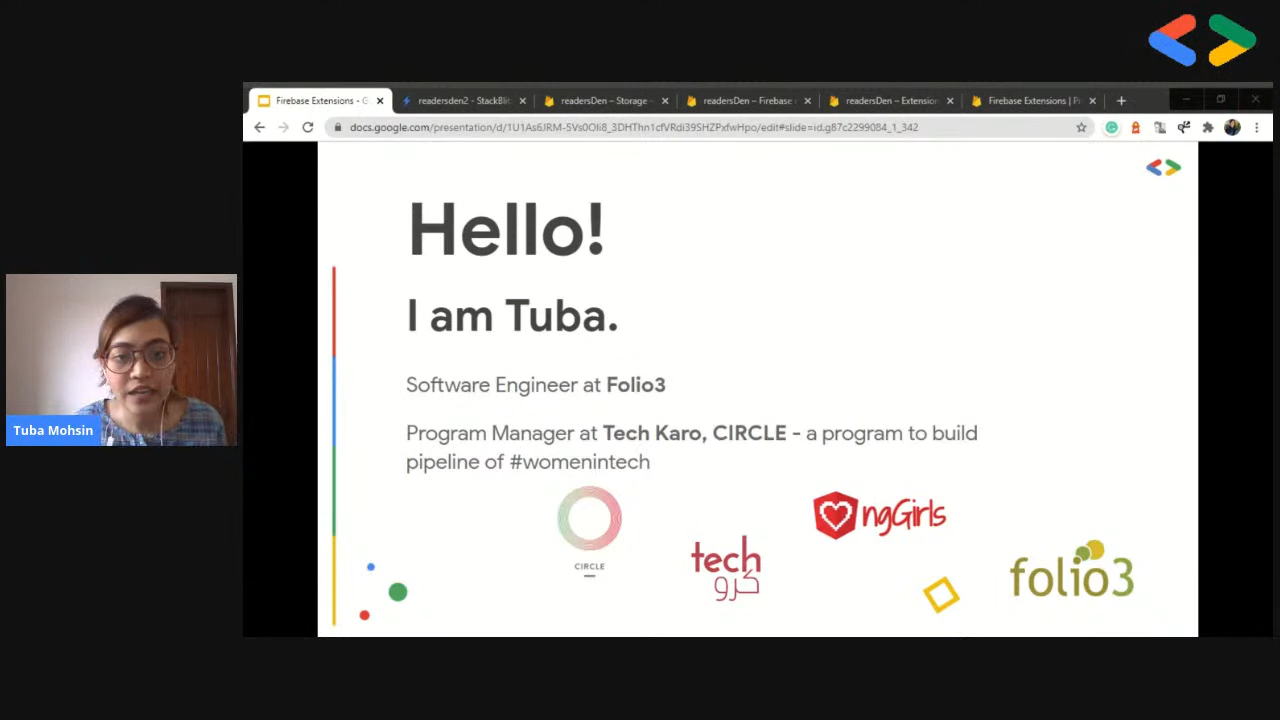 Firebase Extensions - G
readersden2 - StackBlit
readersDen – Storage -
readersDen – Firebase
readersDen – Extension
Firebase Extensions | P
docs.google.com/presentation/d/1U1As6JRM-5Vs0Oli8_3DHThn1cfVRdi39SHZPxfwHpo/edit#slide=id.g87c2299084_1_342
Hello!
I am Tuba.
Software Engineer at Folio3
Program Manager at Tech Karo, CIRCLE - a program to build
pipeline of #womenintech
Tuba Mohsin
CIRCLE
tech
کرو
ngGirls
folio3